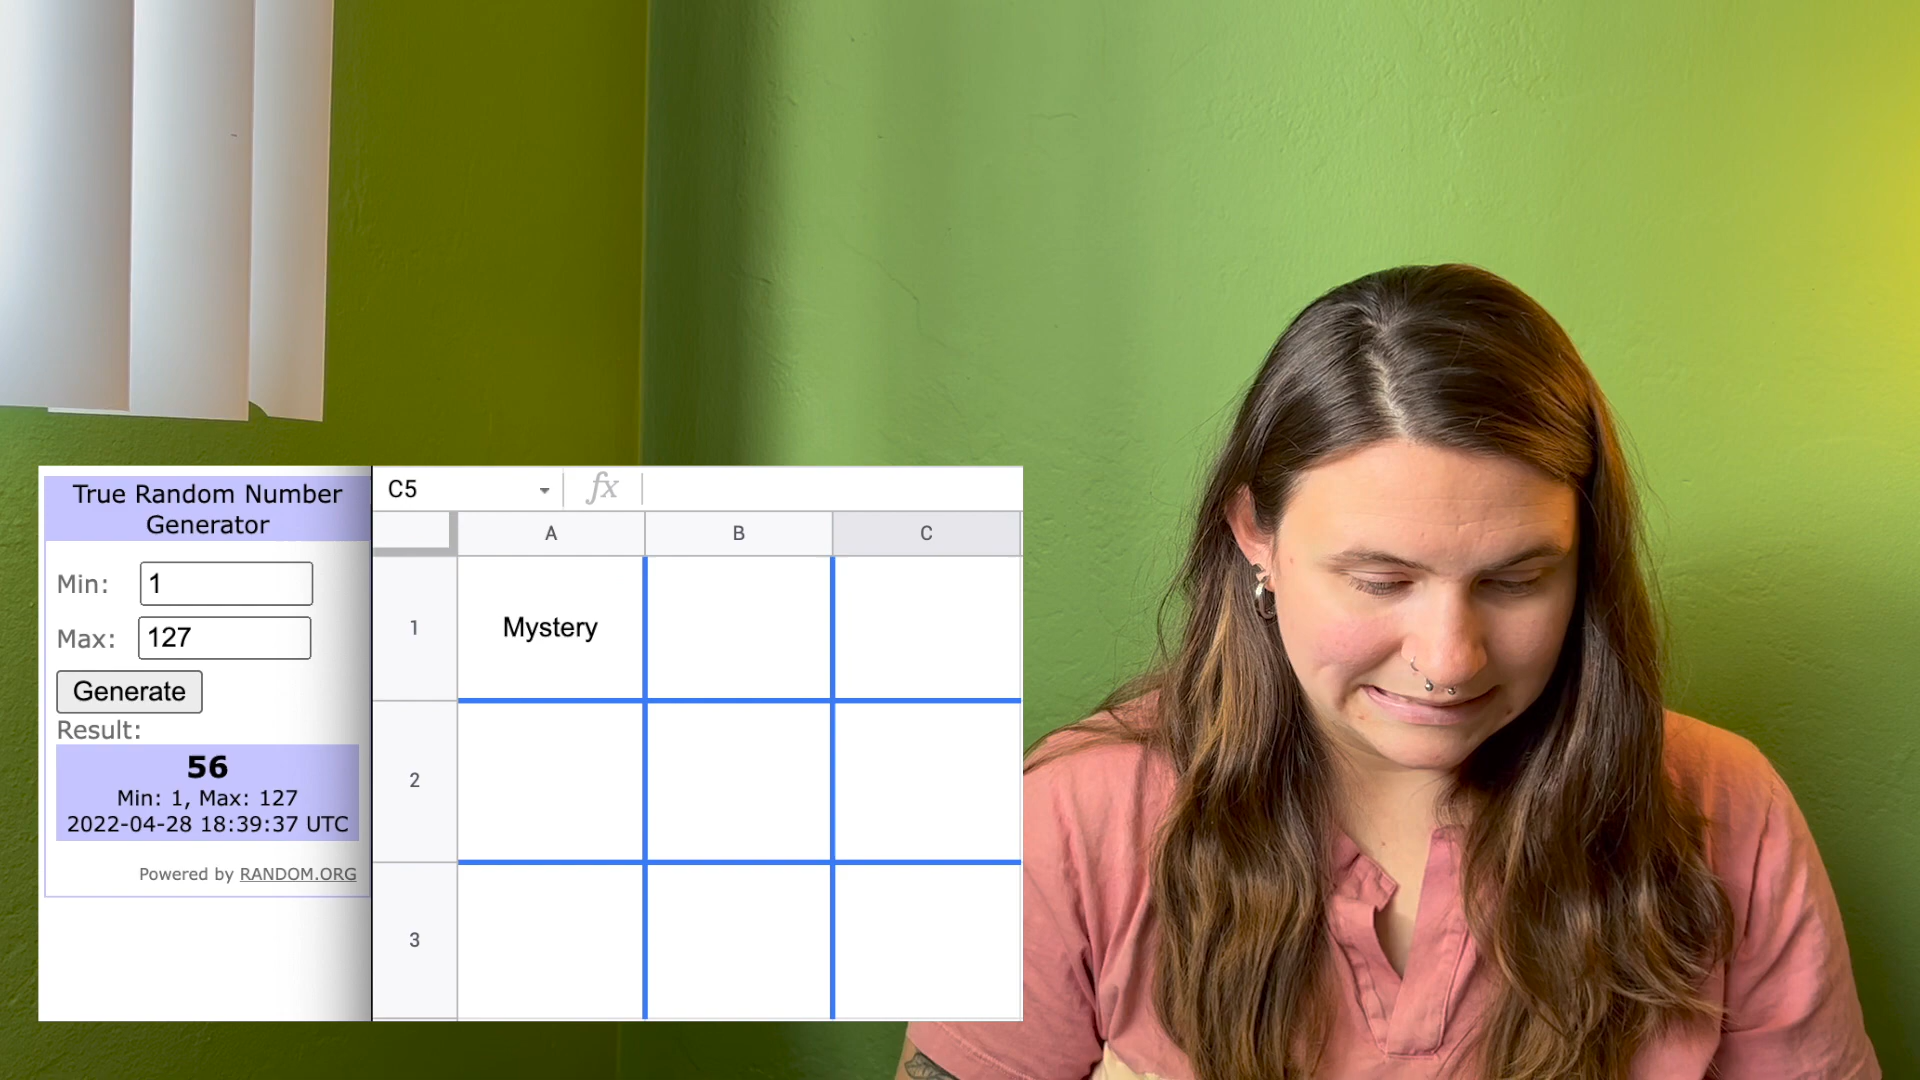 True Random Number
Generator
Min: 1
Max: 127
Generate
Result:
56
Min: 1, Max: 127
2022-04-28 18:39:37 UTC
Powered by RANDOM.ORG
C5 fx
A B C
1 Mystery
2
3